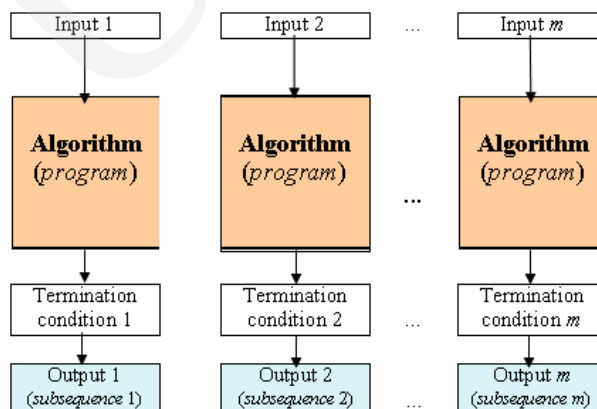 Input 1 Input 2 ... Input m
Algorithm Algorithm Algorithm
(program) (program) (program)
...
Termination Termination Termination
condition 1 condition 2 ... condition m
Output 1 Output 2 Output m
(subsequence 1) (subsequence 2) ... (subsequence m)